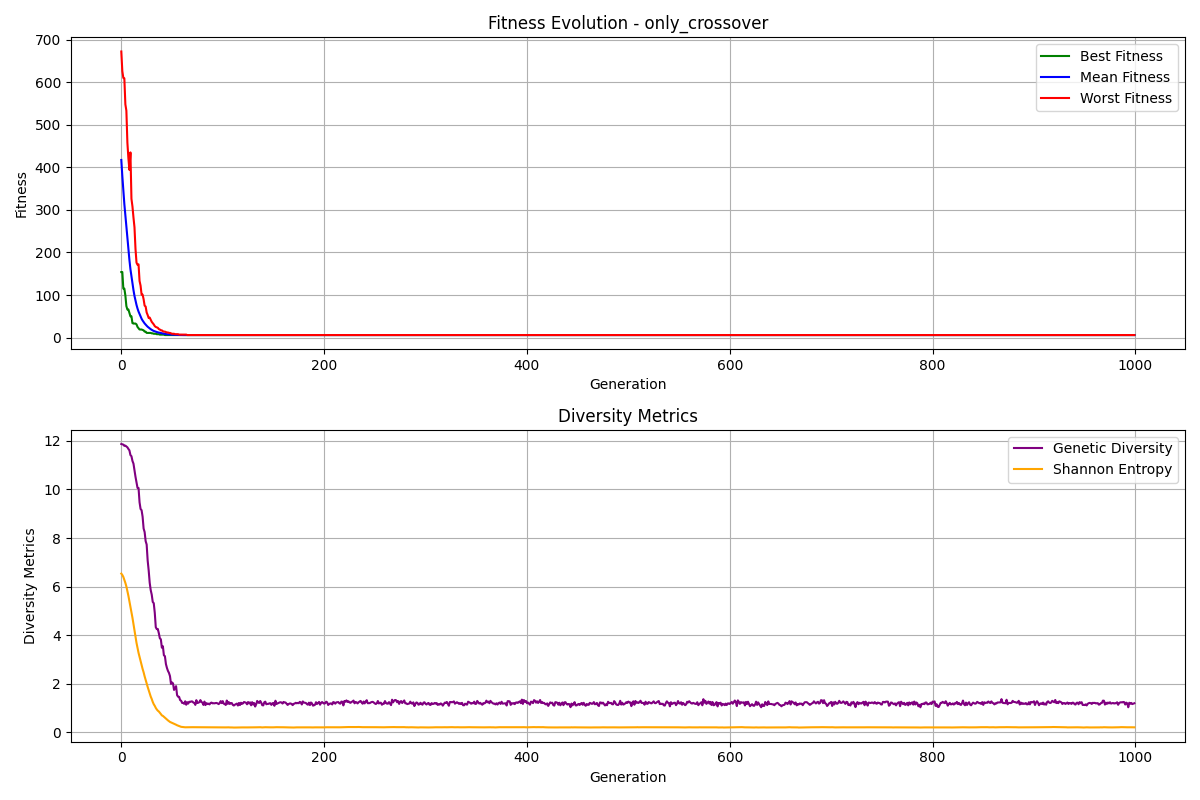 Fitness Evolution - only_crossover
700
600
500
400
300
200
100
0
Fitness
Best Fitness
Mean Fitness
Worst Fitness
0 200 400 600 800 1000
Generation
Diversity Metrics
12
10
8
6
4
2
0
Diversity Metrics
Genetic Diversity
Shannon Entropy
0 200 400 600 800 1000
Generation